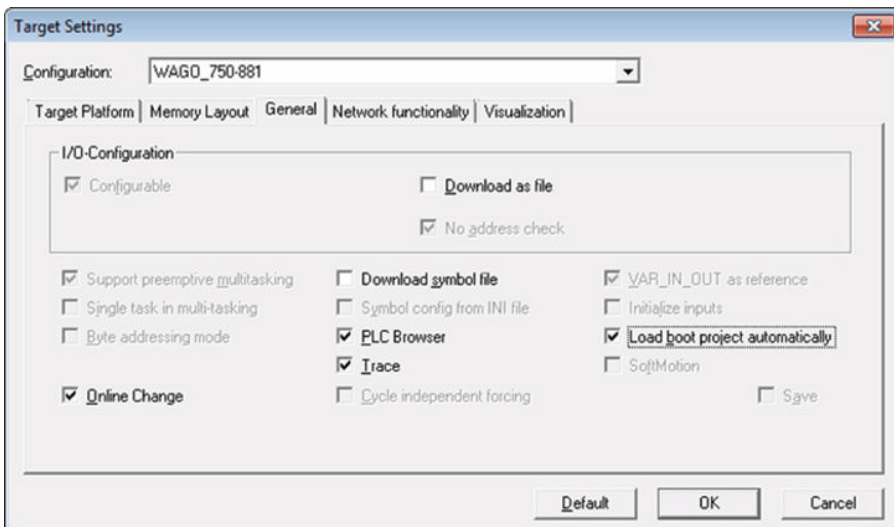 Target Settings
Configuration: WAGO_750-881
Target Platform Memory Layout General Network functionality Visualization
I/O-Configuration
Configurable Download as file
No address check
Support preemptive multitasking Download symbol file VAR_IN_OUT as reference
Single task in multi-tasking Symbol config from INI file Initialize inputs
Byte addressing mode PLC Browser Load boot project automatically
Trace SoftMotion
Online Change Cycle independent forcing Save
Default OK Cancel